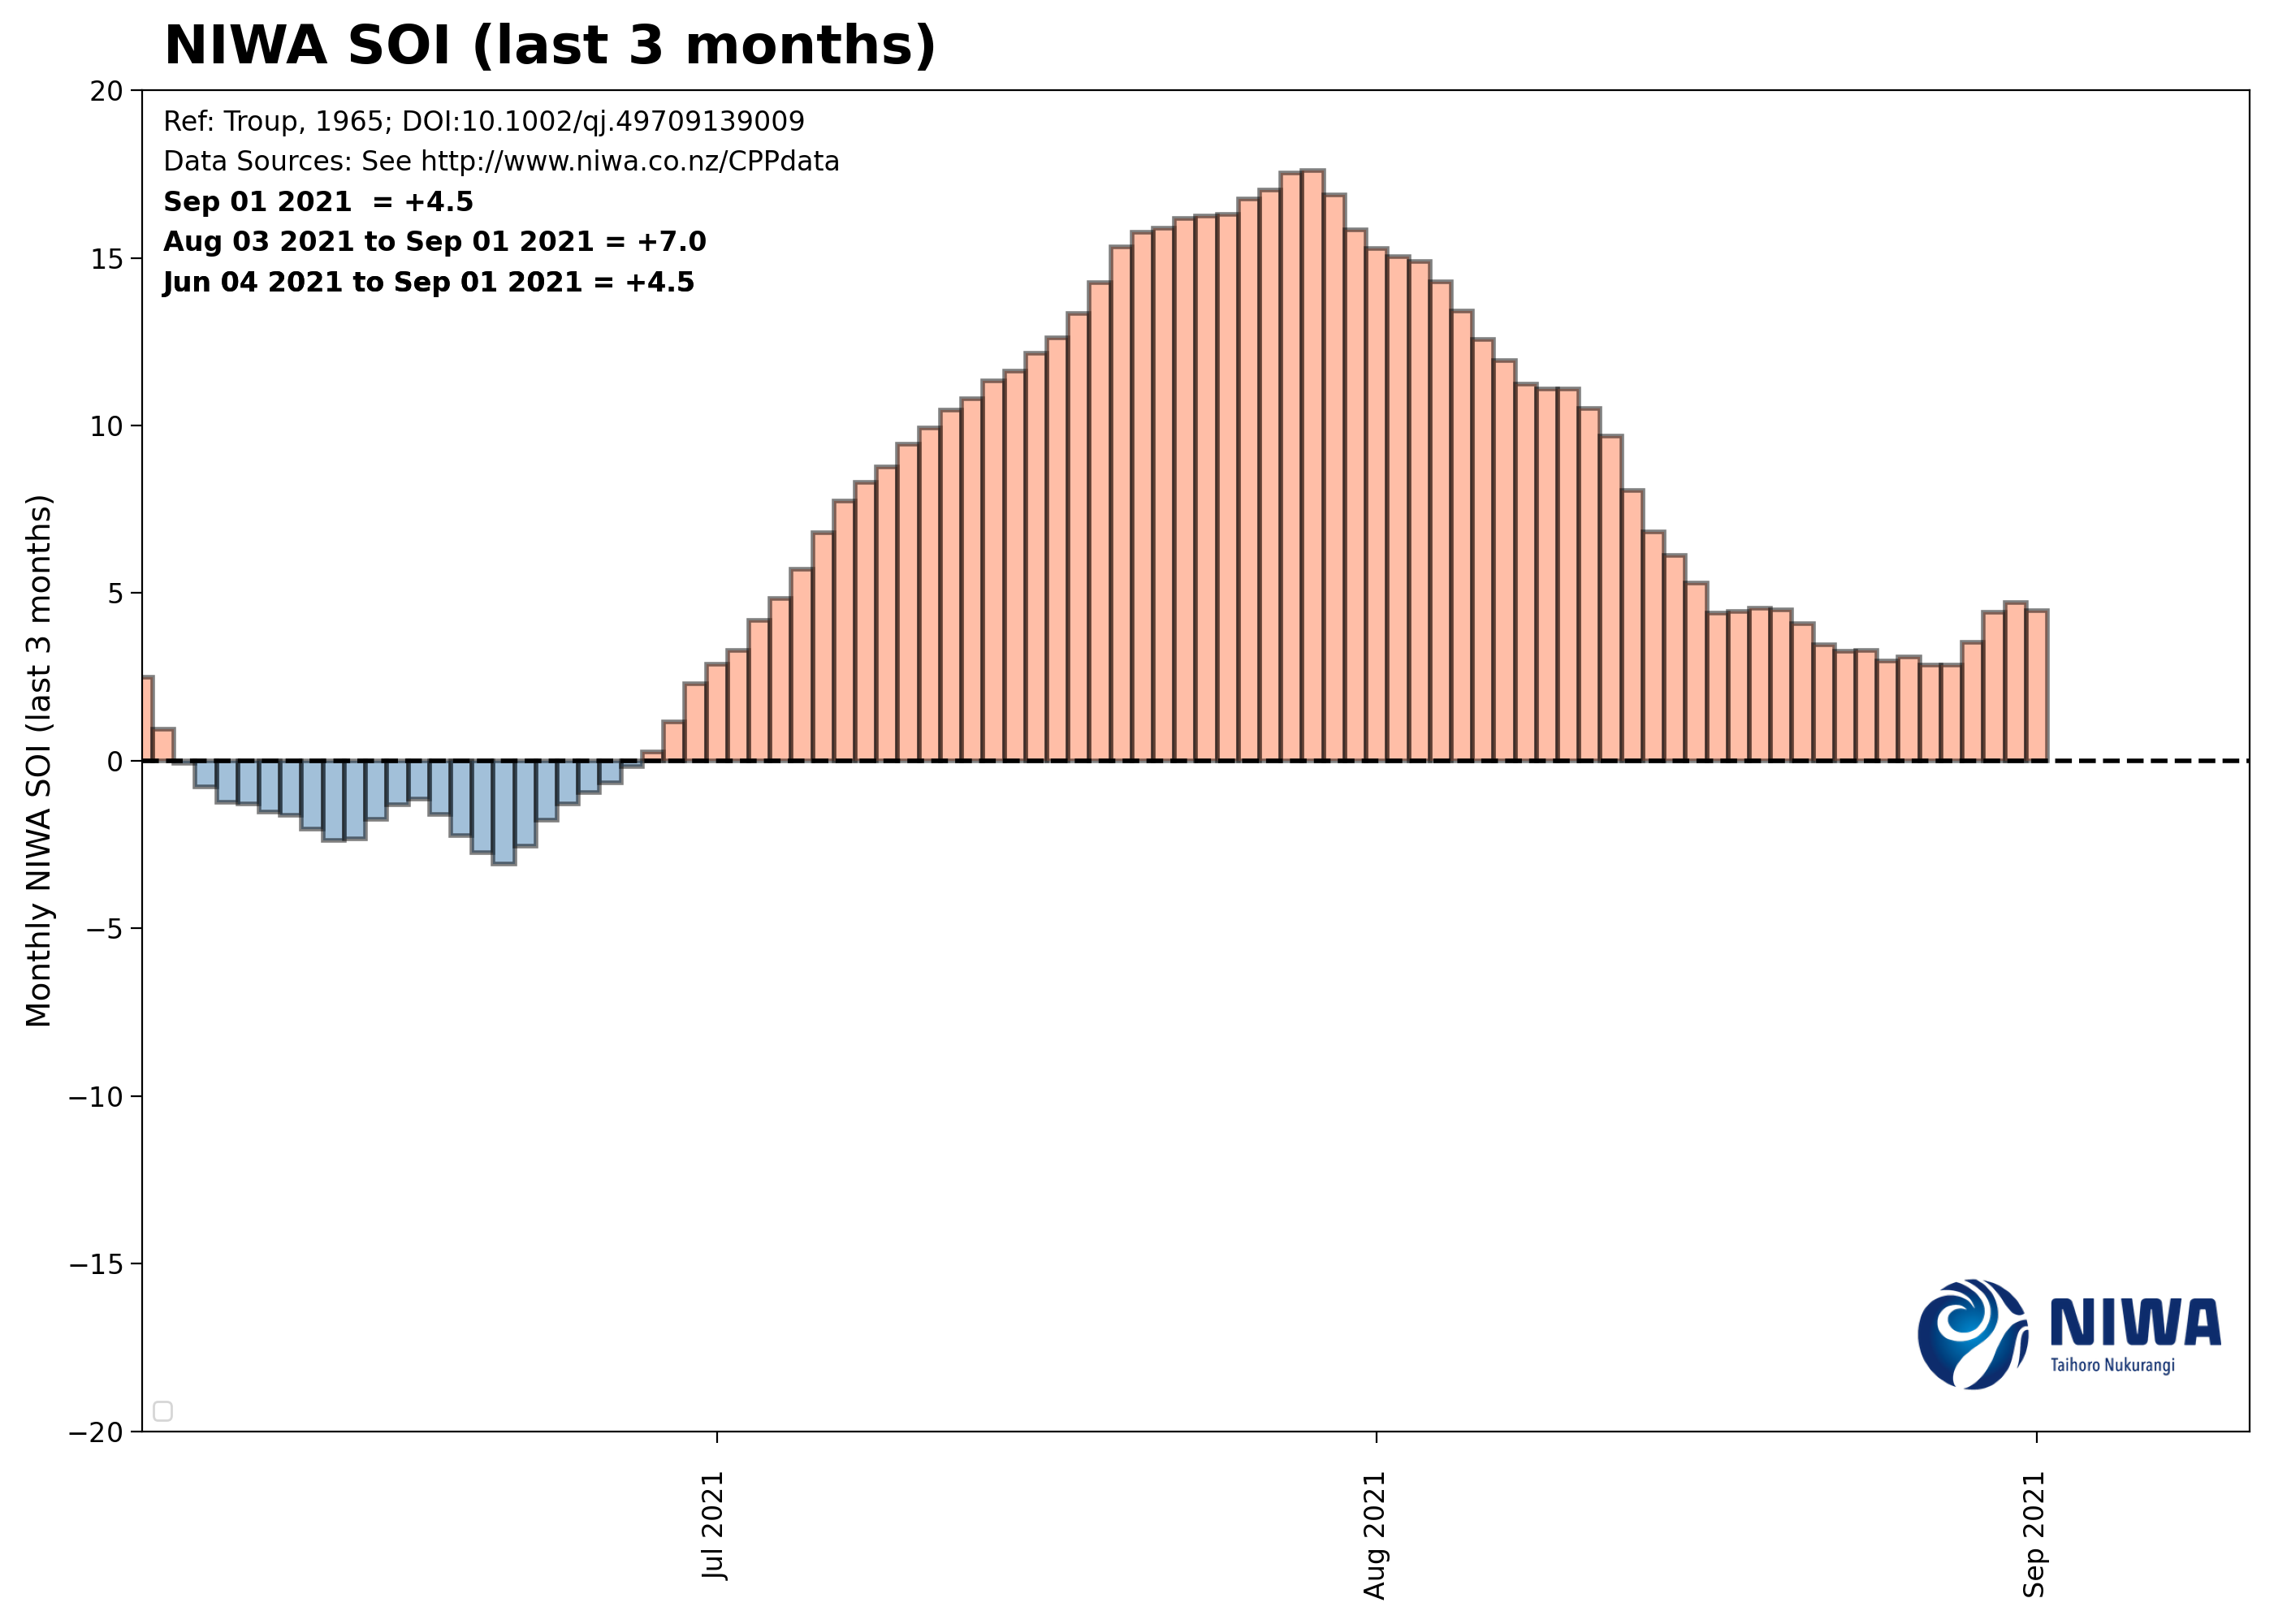 NIWA SOI (last 3 months)
Ref: Troup, 1965; DOI:10.1002/qj.49709139009
Data Sources: See http://www.niwa.co.nz/CPPdata
Sep 01 2021  = +4.5
Aug 03 2021 to Sep 01 2021 = +7.0
Jun 04 2021 to Sep 01 2021 = +4.5
Monthly NIWA SOI (last 3 months)
20
15
10
5
0
−5
−10
−15
−20
Jul 2021
Aug 2021
Sep 2021
NIWA
Taihoro Nukurangi